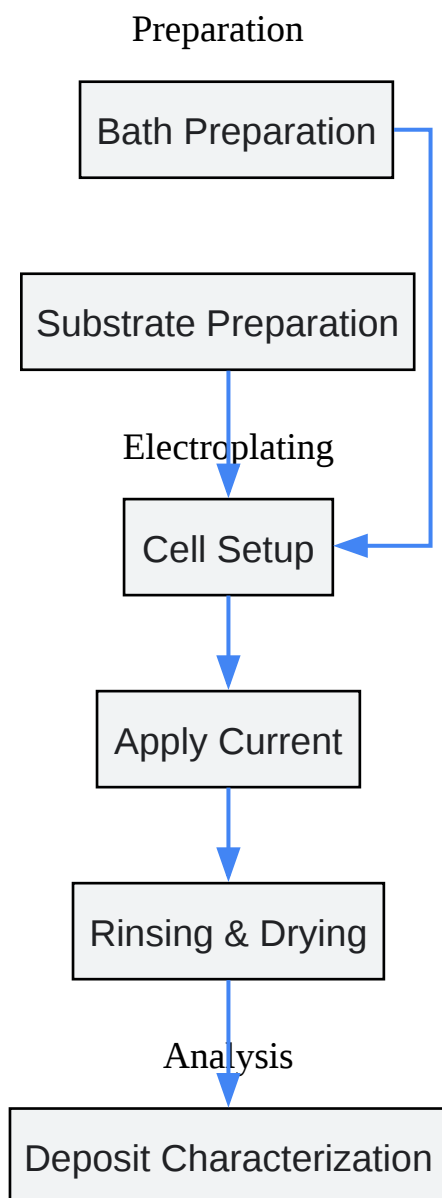 Preparation
Bath Preparation
Substrate Preparation
Electroplating
Cell Setup
Apply Current
Rinsing & Drying
Analysis
Deposit Characterization